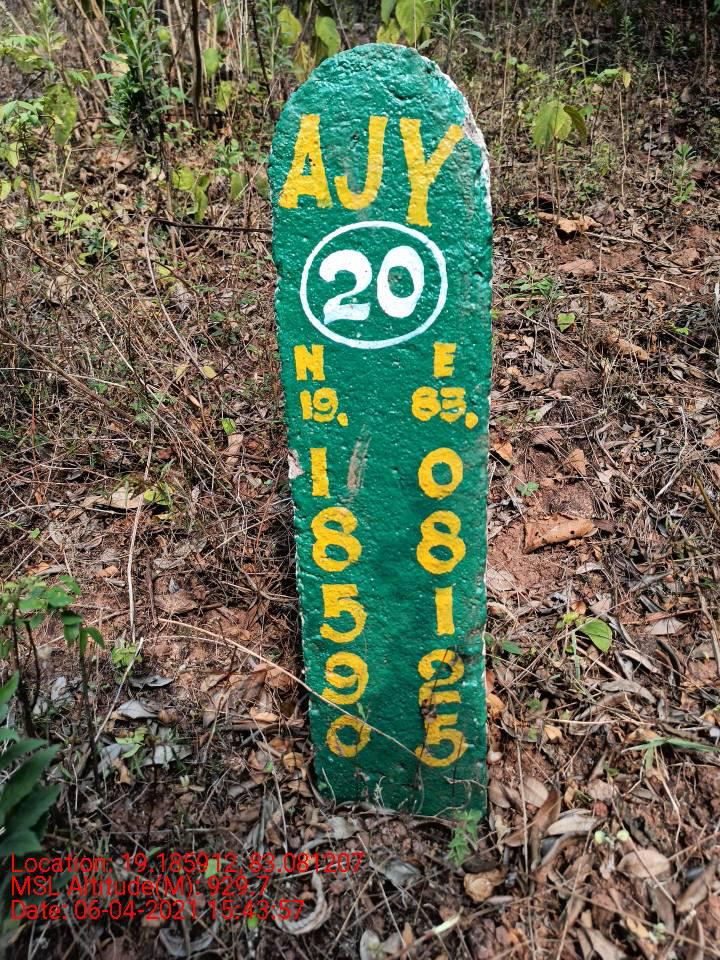 AJY
20
N E
19. 83.
1 0
8 8
5 1
9 2
0 5
Location: 19.185912, 83.081207
MSL Altitude(M): 929.7
Date: 06-04-2021 15:43:57